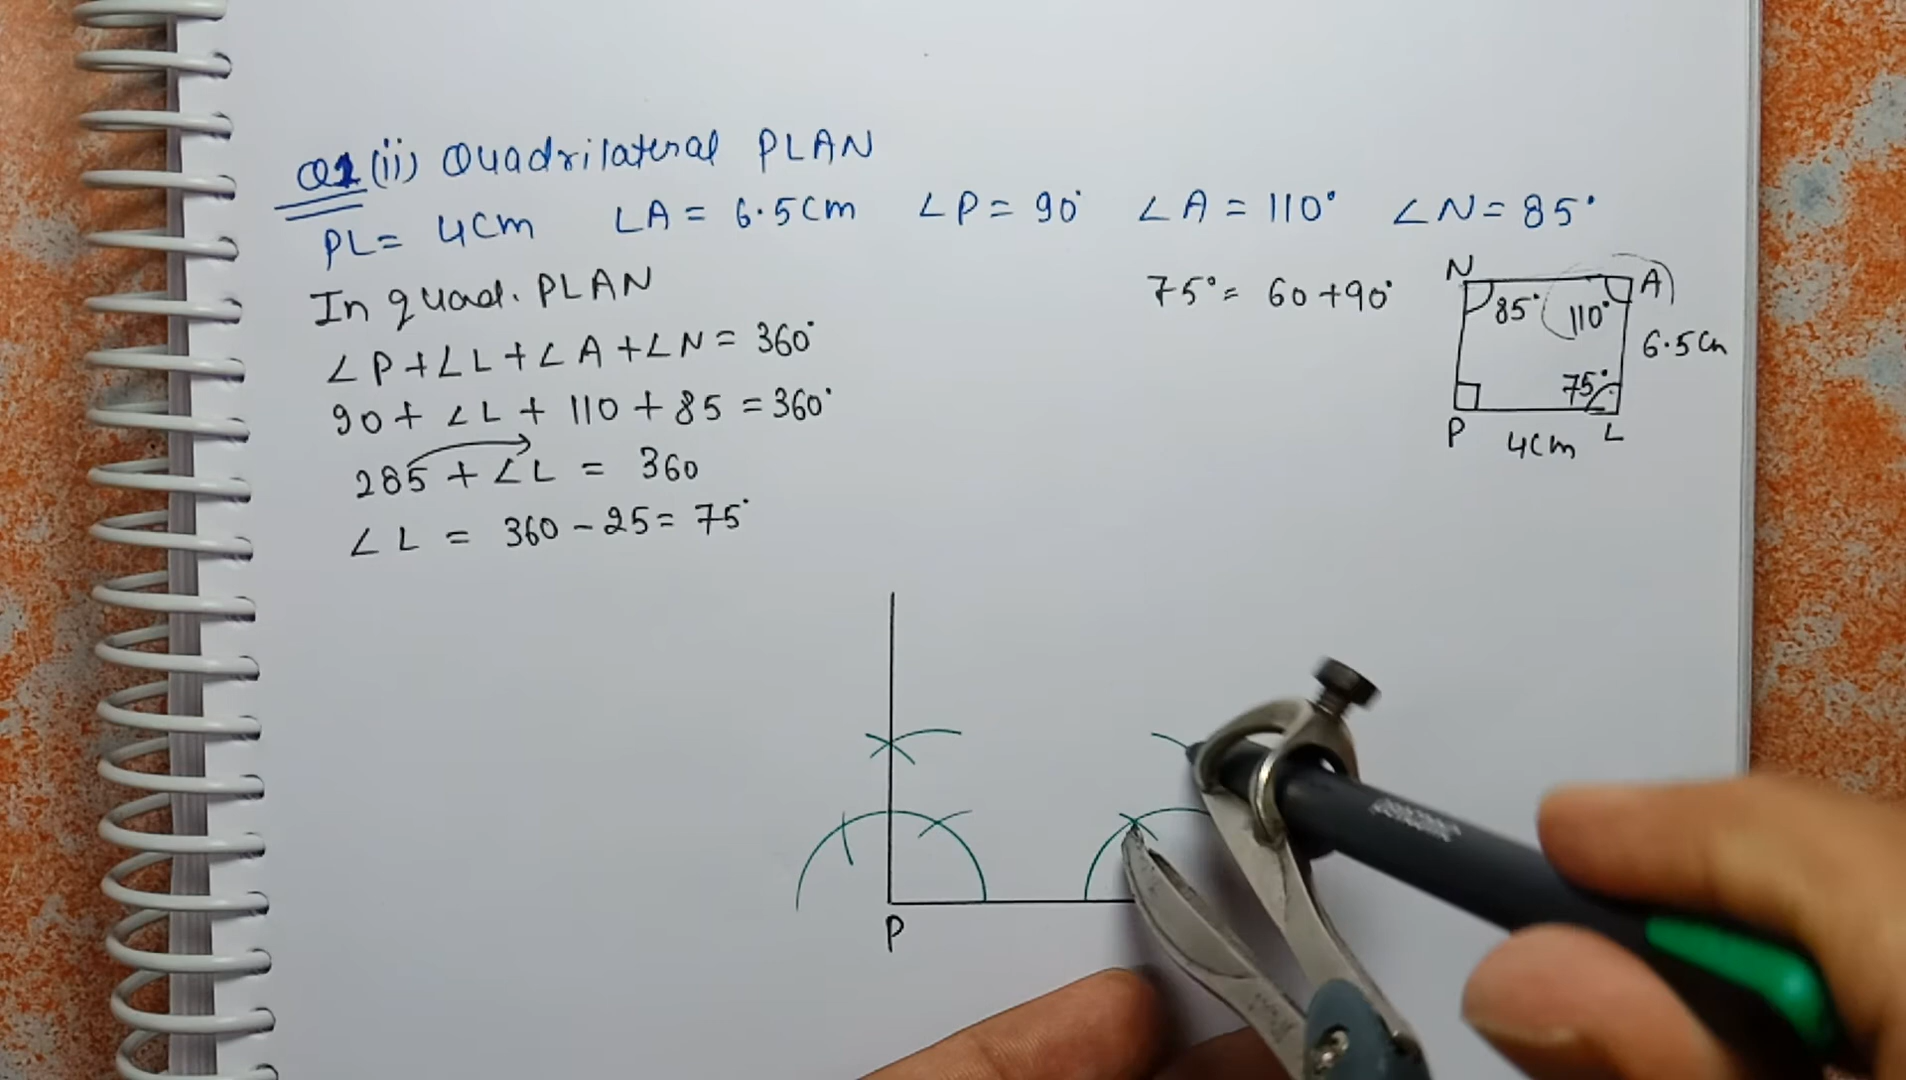 Q1(ii) Quadrilateral PLAN
PL= 4cm LA = 6.5cm ∠P= 90° ∠A = 110° ∠N= 85°
In quad. PLAN
∠P+∠L+∠A+∠N= 360°
90+ ∠L + 110 + 85 = 360°
285 + ∠L = 360
∠L = 360 - 25= 75°
75°= 60+90°
N A
85° 110°
6.5cm
75°
P L
4cm
P